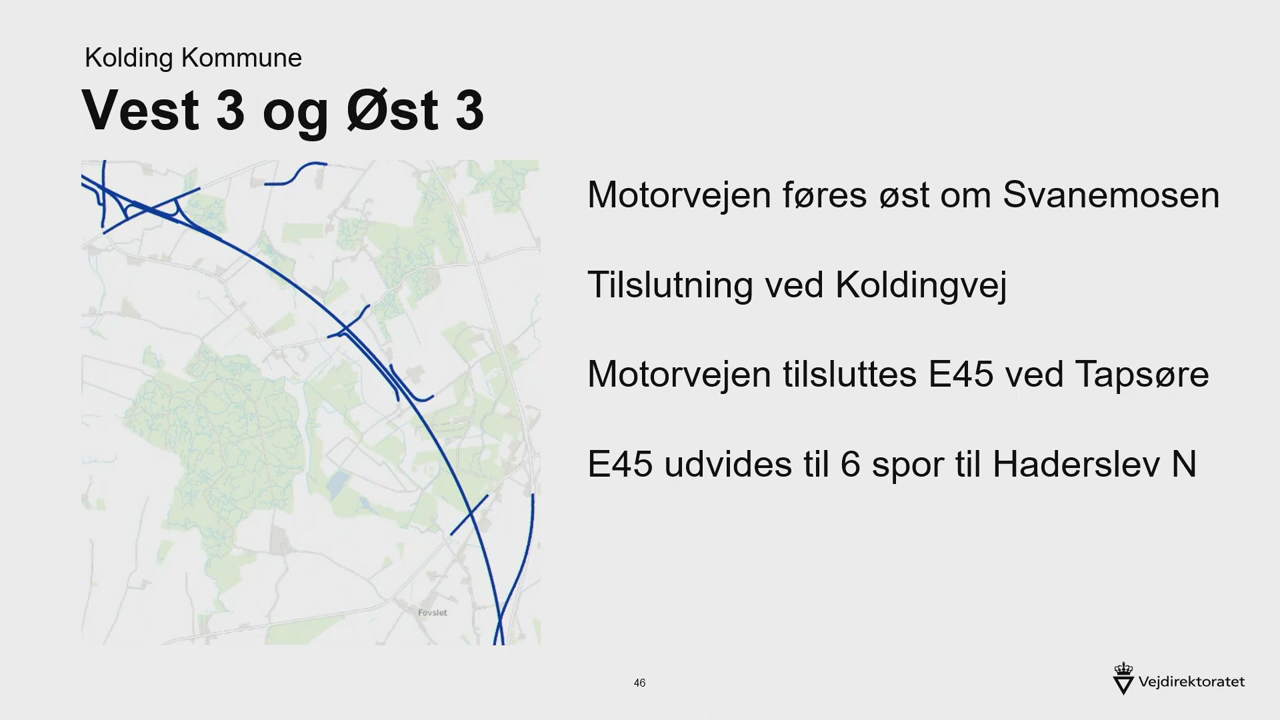 Kolding Kommune
Vest 3 og Øst 3
Motorvejen føres øst om Svanemosen
Tilslutning ved Koldingvej
Motorvejen tilsluttes E45 ved Tapsøre
E45 udvides til 6 spor til Haderslev N
Fovslet
46
Vejdirektoratet